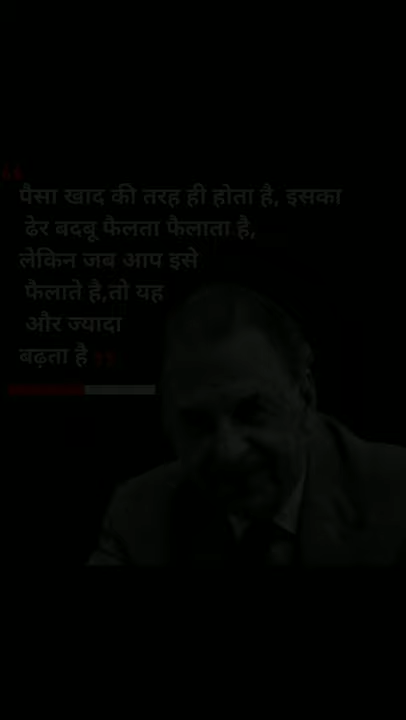 “
पैसा खाद की तरह ही होता है, इसका
ढेर बदबू फैलता फैलाता है,
लेकिन जब आप इसे
फैलाते है,तो यह
और ज्यादा
बढ़ता है ”